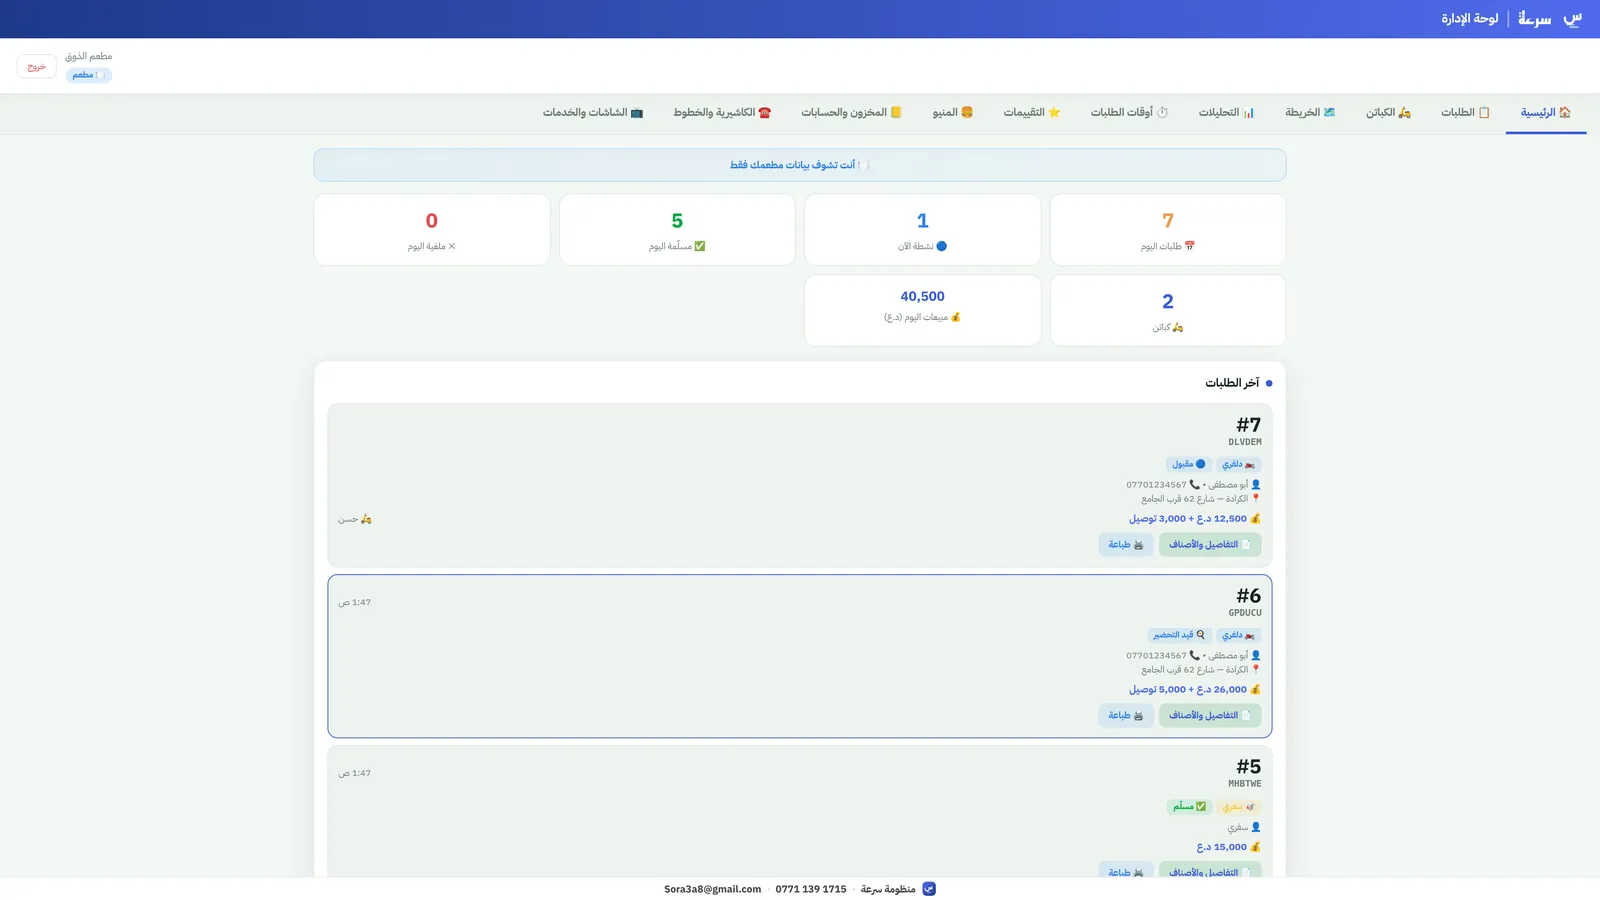 س سرعة | لوحة الإدارة
مطعم الذوق
🍽️ مطعم
خروج
🏠 الرئيسية
📋 الطلبات
🛵 الكباتن
🗺️ الخريطة
📊 التحليلات
⏱️ أوقات الطلبات
⭐ التقييمات
🍔 المنيو
📒 المخزون والحسابات
☎️ الكاشيرية والخطوط
📺 الشاشات والخدمات
🍽️ أنت تشوف بيانات مطعمك فقط
7
📅 طلبات اليوم
1
🔵 نشطة الآن
5
✅ مسلّمة اليوم
0
✕ ملغية اليوم
2
🛵 كباتن
40,500
💰 مبيعات اليوم (د.ع)
آخر الطلبات
#7
DLVDEM
🏍️ دلفري 🔵 مقبول
👤 أبو مصطفى • 📞 07701234567
📍 الكرادة — شارع 62 قرب الجامع
💰 12,500 د.ع + 3,000 توصيل
🛵 حسن
📄 التفاصيل والأصناف
🖨️ طباعة
#6
1:47 ص
GPDUCU
🏍️ دلفري 🍳 قيد التحضير
👤 أبو مصطفى • 📞 07701234567
📍 الكرادة — شارع 62 قرب الجامع
💰 26,000 د.ع + 5,000 توصيل
📄 التفاصيل والأصناف
🖨️ طباعة
#5
1:47 ص
MHBTWE
🥡 سفري ✅ مسلّم
👤 سفري
💰 15,000 د.ع
📄 التفاصيل والأصناف
🖨️ طباعة
س منظومة سرعة · 0771 139 1715 · Sora3a8@gmail.com